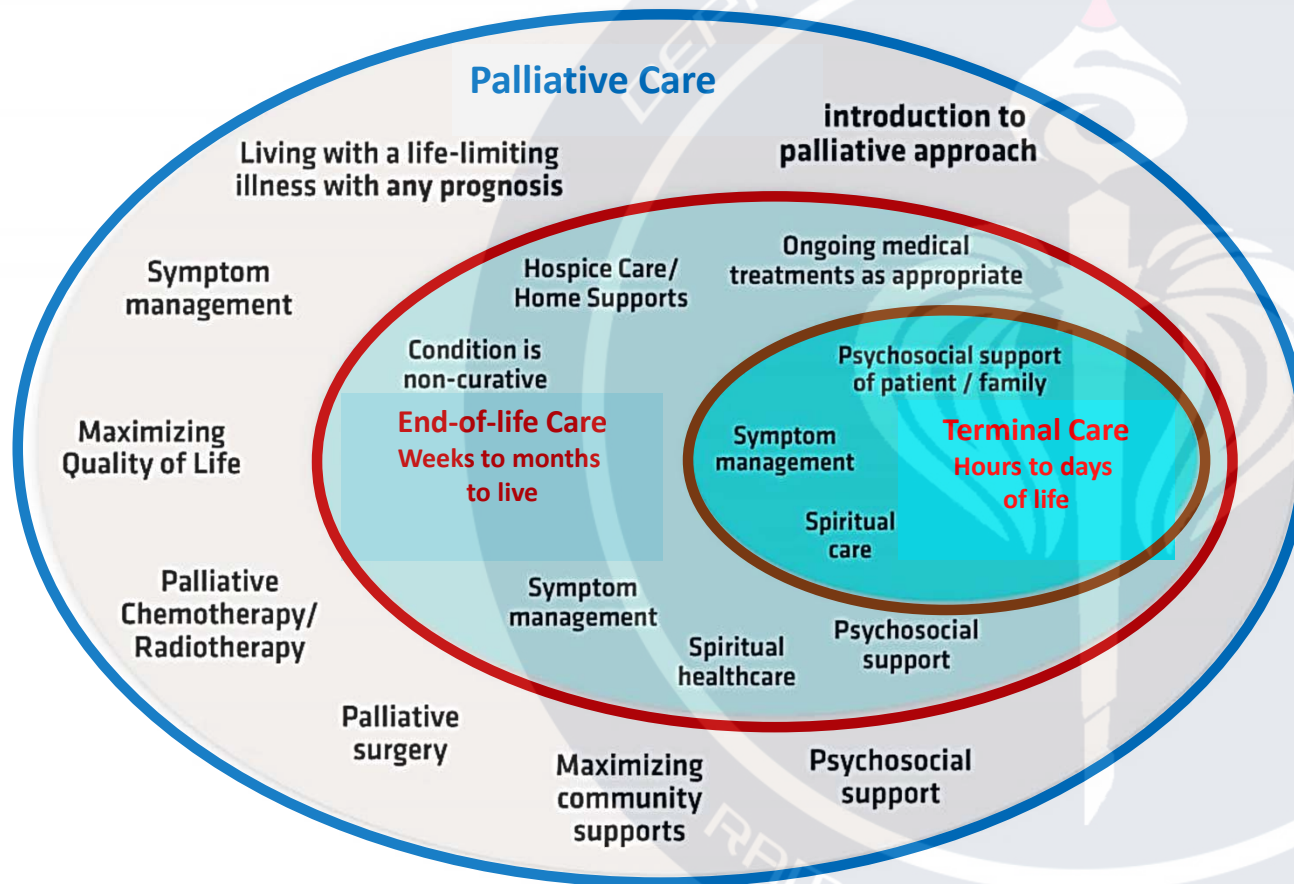 Palliative Care
introduction to
palliative approach
Living with a life-limiting
illness with any prognosis
Ongoing medical
treatments as appropriate
Hospice Care/
Home Supports
Symptom
management
Condition is
non-curative
Psychosocial support
of patient / family
End-of-life Care
Weeks to months
to live
Maximizing
Quality of Life
Symptom
management
Terminal Care
Hours to days
of life
Spiritual
care
Palliative
Chemotherapy/
Radiotherapy
Symptom
management
Spiritual
healthcare
Psychosocial
support
Palliative
surgery
Maximizing
community
supports
Psychosocial
support